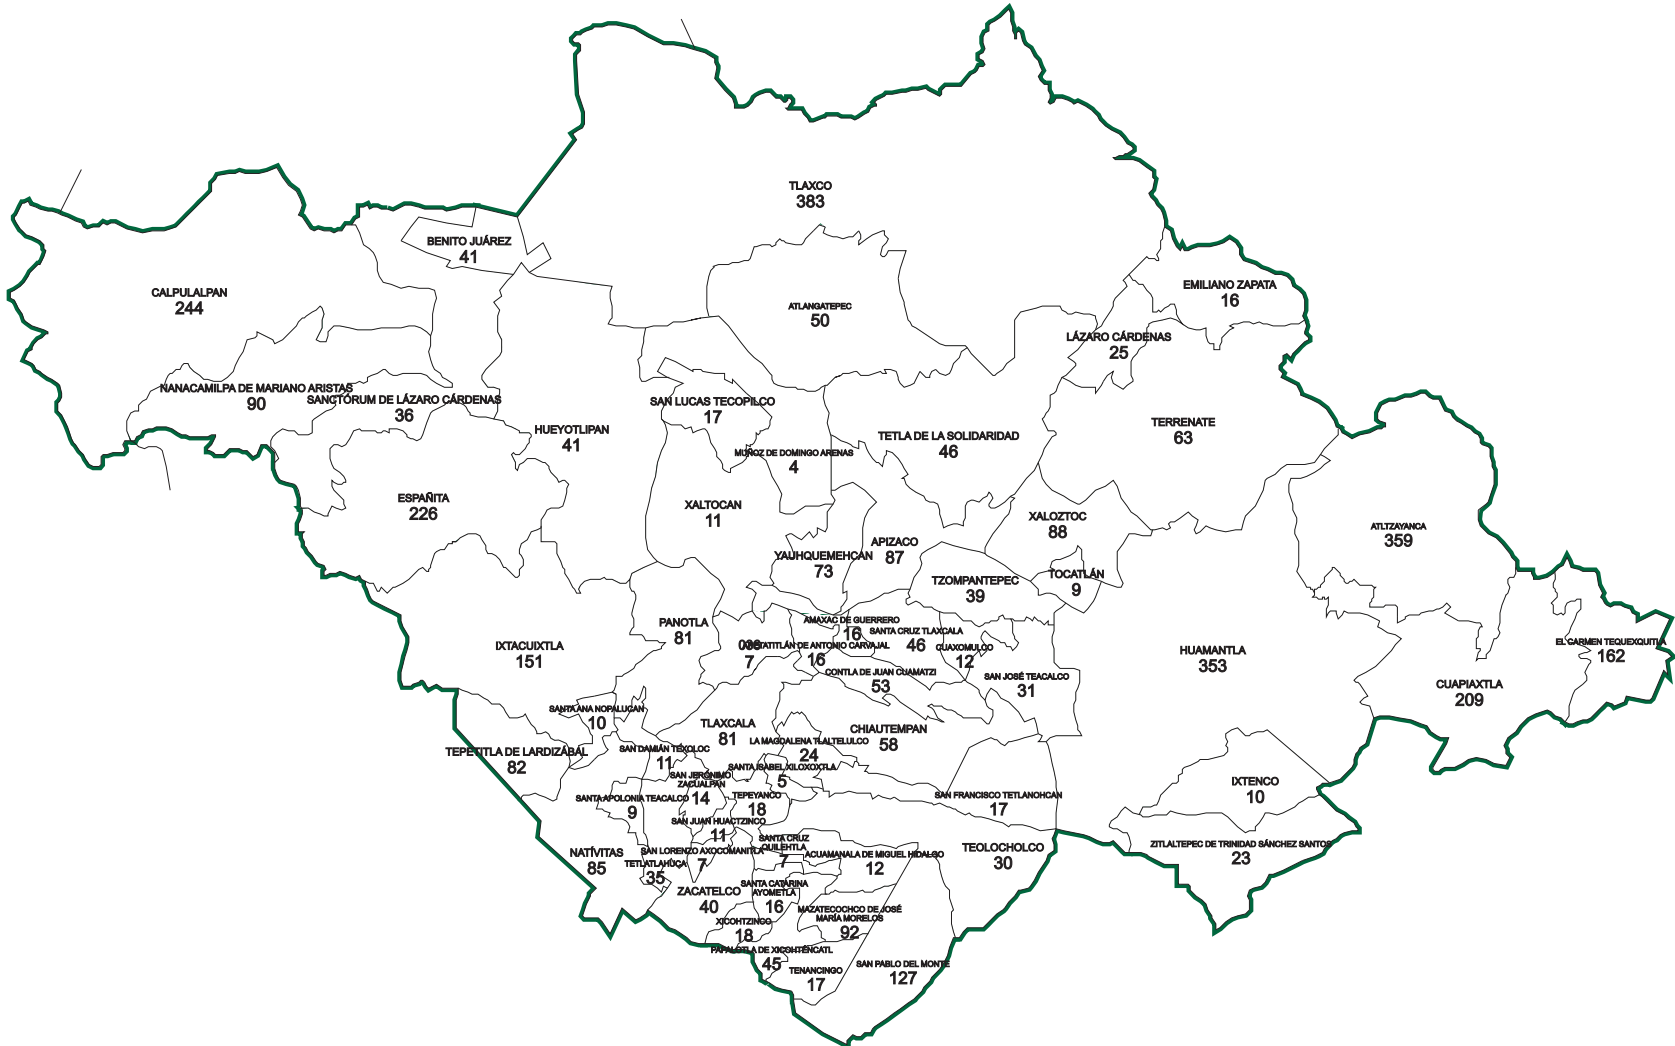 TLAXCO
383
BENITO JUÁREZ
41
CALPULALPAN
244
EMILIANO ZAPATA
16
ATLANGATEPEC
50
LÁZARO CÁRDENAS
25
NANACAMILPA DE MARIANO ARISTAS
90
SANCTÓRUM DE LÁZARO CÁRDENAS
36
SAN LUCAS TECOPILCO
17
HUEYOTLIPAN
41
TETLA DE LA SOLIDARIDAD
46
TERRENATE
63
MUÑOZ DE DOMINGO ARENAS
4
ESPAÑITA
226
XALTOCAN
11
XALOZTOC
88
ATLTZAYANCA
359
YAUHQUEMEHCAN
73
APIZACO
87
TZOMPANTEPEC
39
TOCATLÁN
9
PANOTLA
81
AMAXAC DE GUERRERO
16
SANTA CRUZ TLAXCALA
46
IXTACUIXTLA
151
7
DE ANTONIO CARVAJAL
16
CUAXOMULCO
12
HUAMANTLA
353
EL CARMEN TEQUEXQUITLA
162
CONTLA DE JUAN CUAMATZI
53
SAN JOSÉ TEACALCO
31
CUAPIAXTLA
209
SANTA ANA NOPALUCAN
10
TLAXCALA
81
CHIAUTEMPAN
58
LA MAGDALENA TLALTELULCO
24
TEPETITLA DE LARDIZÁBAL
82
SAN DAMIÁN TÉXOLOC
11
SANTA ISABEL XILOXOXTLA
5
SAN JERÓNIMO
ZACUALPAN
14
IXTENCO
10
SANTA APOLONIA TEACALCO
9
TEPEYANCO
18
SAN FRANCISCO TETLANOHCAN
17
SAN JUAN HUACTZINCO
11
SANTA CRUZ
QUILEHTLA
7
ZITLALTEPEC DE TRINIDAD SÁNCHEZ SANTOS
23
NATÍVITAS
85
SAN LORENZO AXOCOMANITLA
7
ACUAMANALA DE MIGUEL HIDALGO
12
TEOLOCHOLCO
30
TETLATLAHUCA
35
ZACATELCO
40
SANTA CATARINA
AYOMETLA
16
MAZATECOCHCO DE JOSÉ
MARÍA MORELOS
92
XICOHTZINGO
18
PAPALOTLA DE XICOHTÉNCATL
45
TENANCINGO
17
SAN PABLO DEL MONTE
127